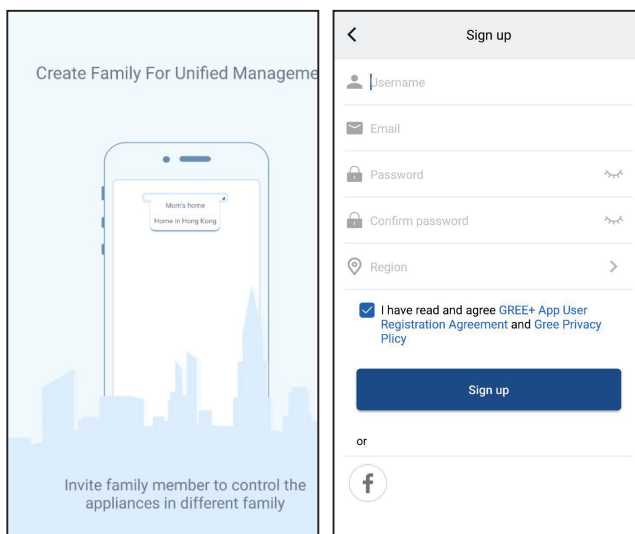 Create Family For Unified Manageme
Mom's home
Home in Hong Kong
Invite family member to control the
appliances in different family
Sign up
Username
Email
Password
Confirm password
Region
I have read and agree GREE+ App User
Registration Agreement and Gree Privacy
Plicy
Sign up
or